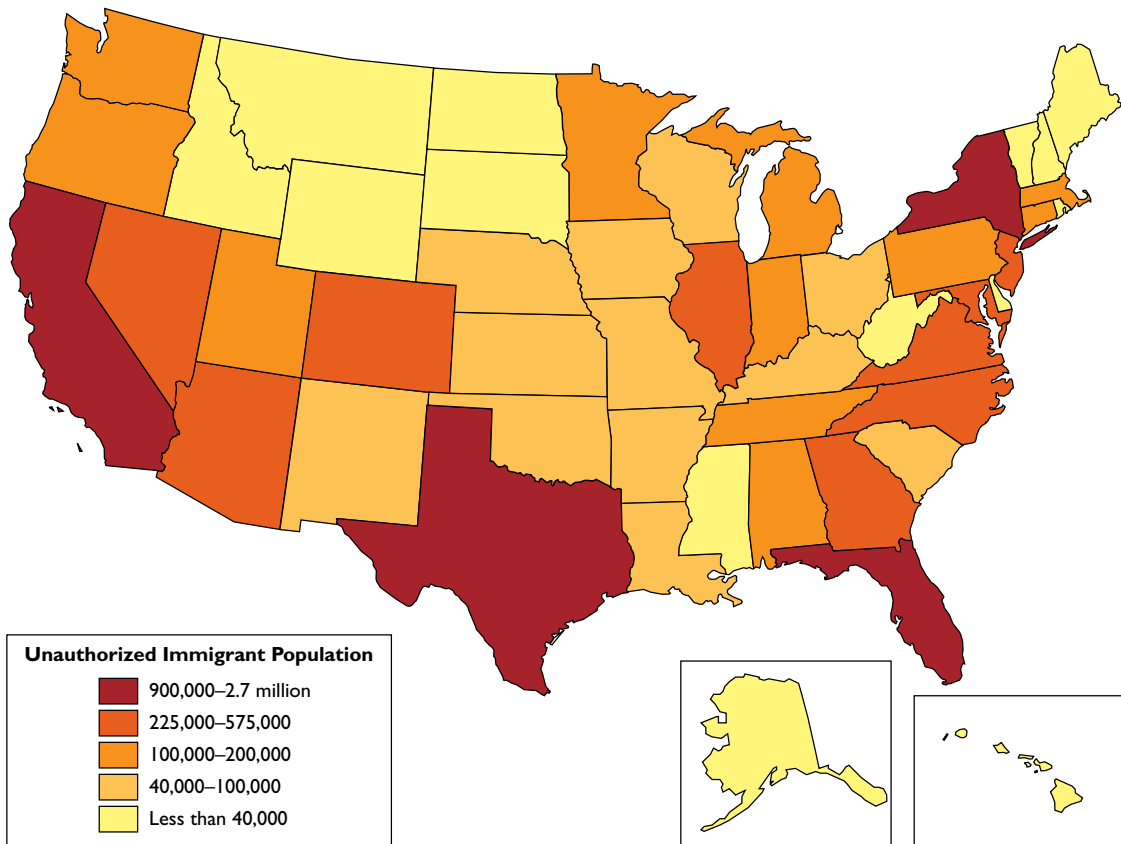 Unauthorized Immigrant Population
900,000–2.7 million
225,000–575,000
100,000–200,000
40,000–100,000
Less than 40,000